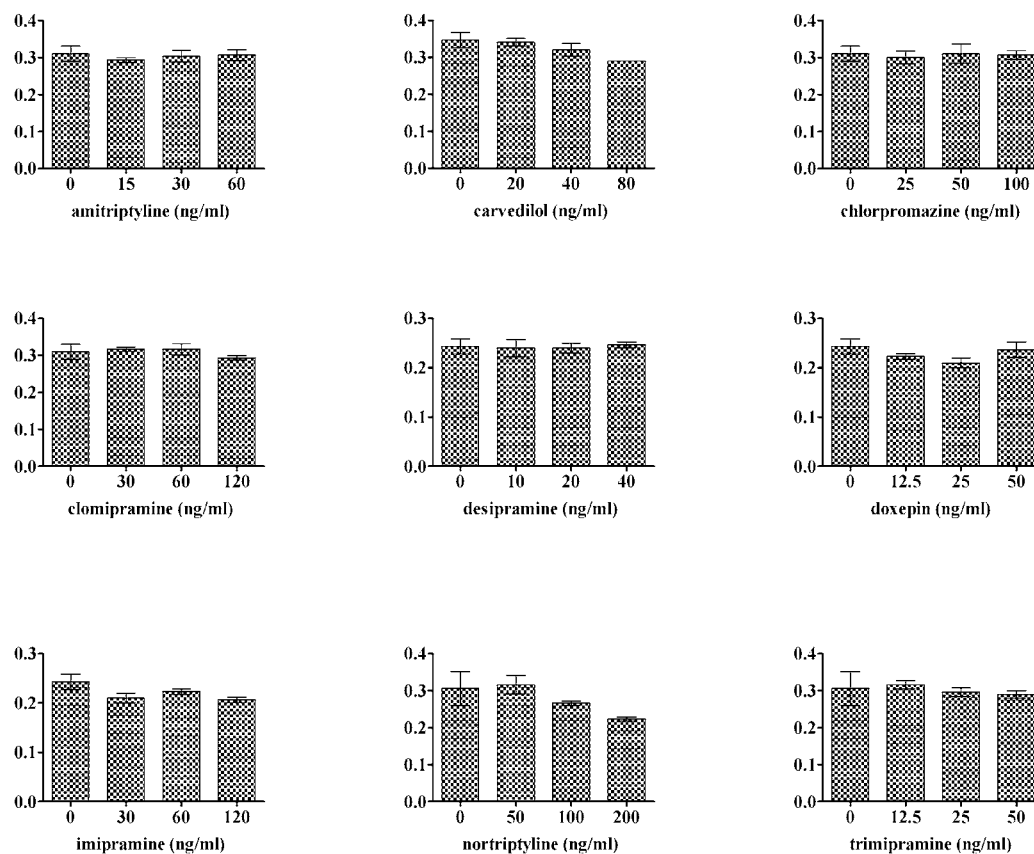 0.4
0.3
0.2
0.1
0.0
0 15 30 60
amitriptyline (ng/ml)
0.4
0.3
0.2
0.1
0.0
0 20 40 80
carvedilol (ng/ml)
0.4
0.3
0.2
0.1
0.0
0 25 50 100
chlorpromazine (ng/ml)
0.4
0.3
0.2
0.1
0.0
0 30 60 120
clomipramine (ng/ml)
0.3
0.2
0.1
0.0
0 10 20 40
desipramine (ng/ml)
0.3
0.2
0.1
0.0
0 12.5 25 50
doxepin (ng/ml)
0.3
0.2
0.1
0.0
0 30 60 120
imipramine (ng/ml)
0.4
0.3
0.2
0.1
0.0
0 50 100 200
nortriptyline (ng/ml)
0.4
0.3
0.2
0.1
0.0
0 12.5 25 50
trimipramine (ng/ml)